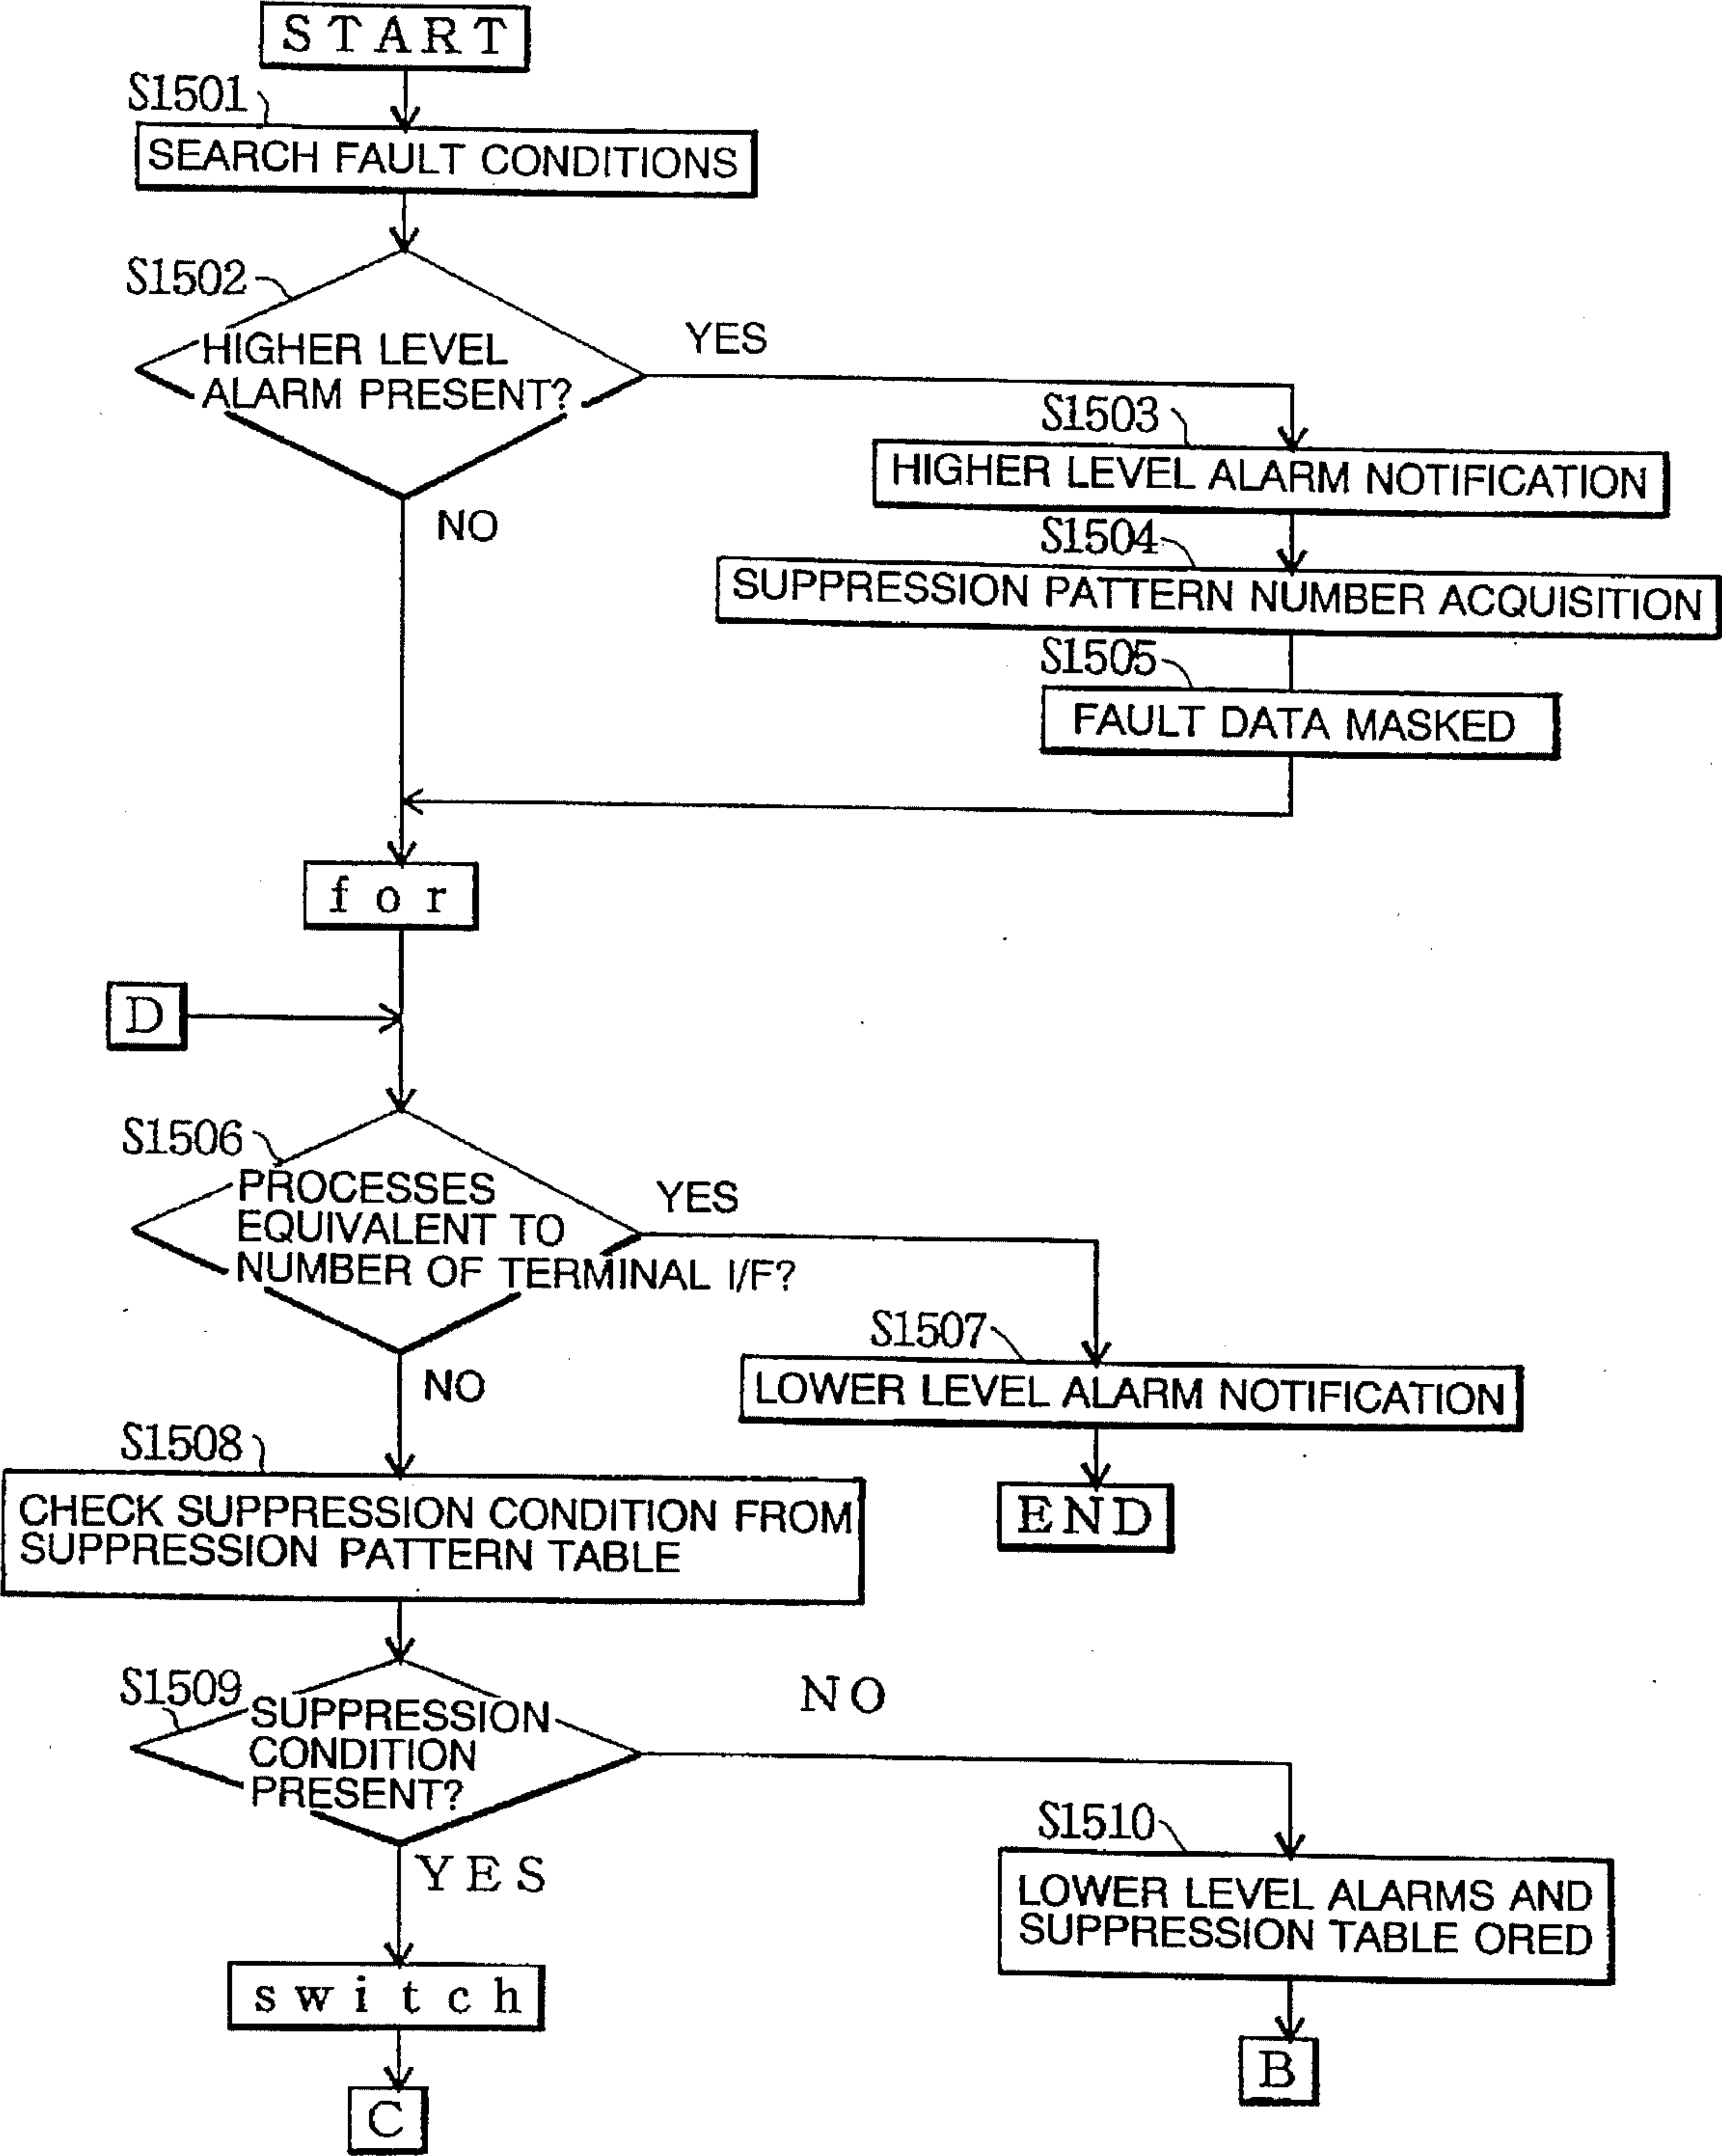 START
S1501
SEARCH FAULT CONDITIONS
S1502
HIGHER LEVEL
ALARM PRESENT?
YES
NO
S1503
HIGHER LEVEL ALARM NOTIFICATION
S1504
SUPPRESSION PATTERN NUMBER ACQUISITION
S1505
FAULT DATA MASKED
for
D
S1506
PROCESSES
EQUIVALENT TO
NUMBER OF TERMINAL I/F?
YES
NO
S1507
LOWER LEVEL ALARM NOTIFICATION
END
S1508
CHECK SUPPRESSION CONDITION FROM
SUPPRESSION PATTERN TABLE
S1509
SUPPRESSION
CONDITION
PRESENT?
NO
YES
S1510
LOWER LEVEL ALARMS AND
SUPPRESSION TABLE ORED
switch
B
C